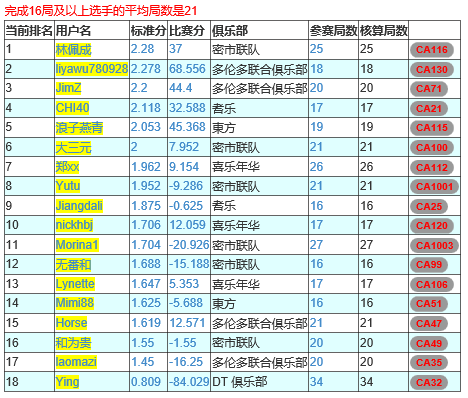 完成16局及以上选手的平均局数是21
当前排名 用户名 标准分 比赛分 俱乐部 参赛局数 核算局数
1 林佩成 2.28 37 密市联队 25 25 CA116
2 liyawu780928 2.278 68.556 多伦多联合俱乐部 18 18 CA130
3 JimZ 2.2 44.4 多伦多联合俱乐部 20 20 CA71
4 CHI40 2.118 32.588 耆乐 17 17 CA21
5 浪子燕青 2.053 45.368 東方 19 19 CA115
6 大三元 2 7.952 密市联队 21 21 CA100
7 郑xx 1.962 9.154 喜乐年华 26 26 CA112
8 Yutu 1.952 -9.286 密市联队 21 21 CA1001
9 Jiangdali 1.875 -0.625 耆乐 16 16 CA25
10 nickhbj 1.706 12.059 喜乐年华 17 17 CA120
11 Morina1 1.704 -20.926 密市联队 27 27 CA1003
12 无番和 1.688 -15.188 密市联队 16 16 CA99
13 Lynette 1.647 5.353 喜乐年华 17 17 CA106
14 Mimi88 1.625 -5.688 東方 16 16 CA51
15 Horse 1.619 12.571 多伦多联合俱乐部 21 21 CA47
16 和为贵 1.55 -1.55 密市联队 20 20 CA49
17 laomazi 1.45 -16.25 多伦多联合俱乐部 20 20 CA35
18 Ying 0.809 -84.029 DT 俱乐部 34 34 CA32